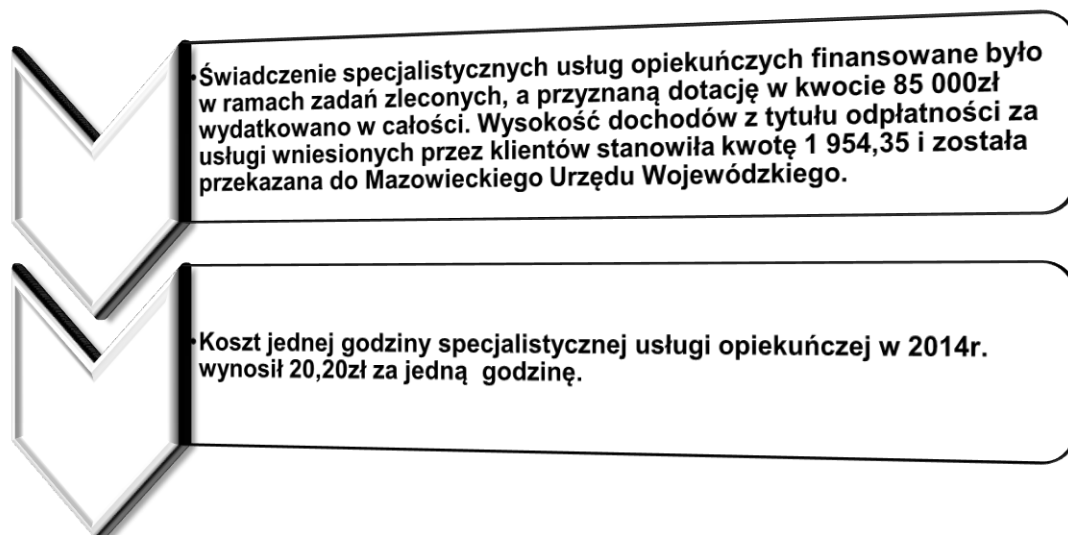 •Świadczenie specjalistycznych usług opiekuńczych finansowane było
w ramach zadań zleconych, a przyznaną dotację w kwocie 85 000zł
wydatkowano w całości. Wysokość dochodów z tytułu odpłatności za
usługi wniesionych przez klientów stanowiła kwotę 1 954,35 i została
przekazana do Mazowieckiego Urzędu Wojewódzkiego.
•Koszt jednej godziny specjalistycznej usługi opiekuńczej w 2014r.
wynosił 20,20zł za jedną  godzinę.